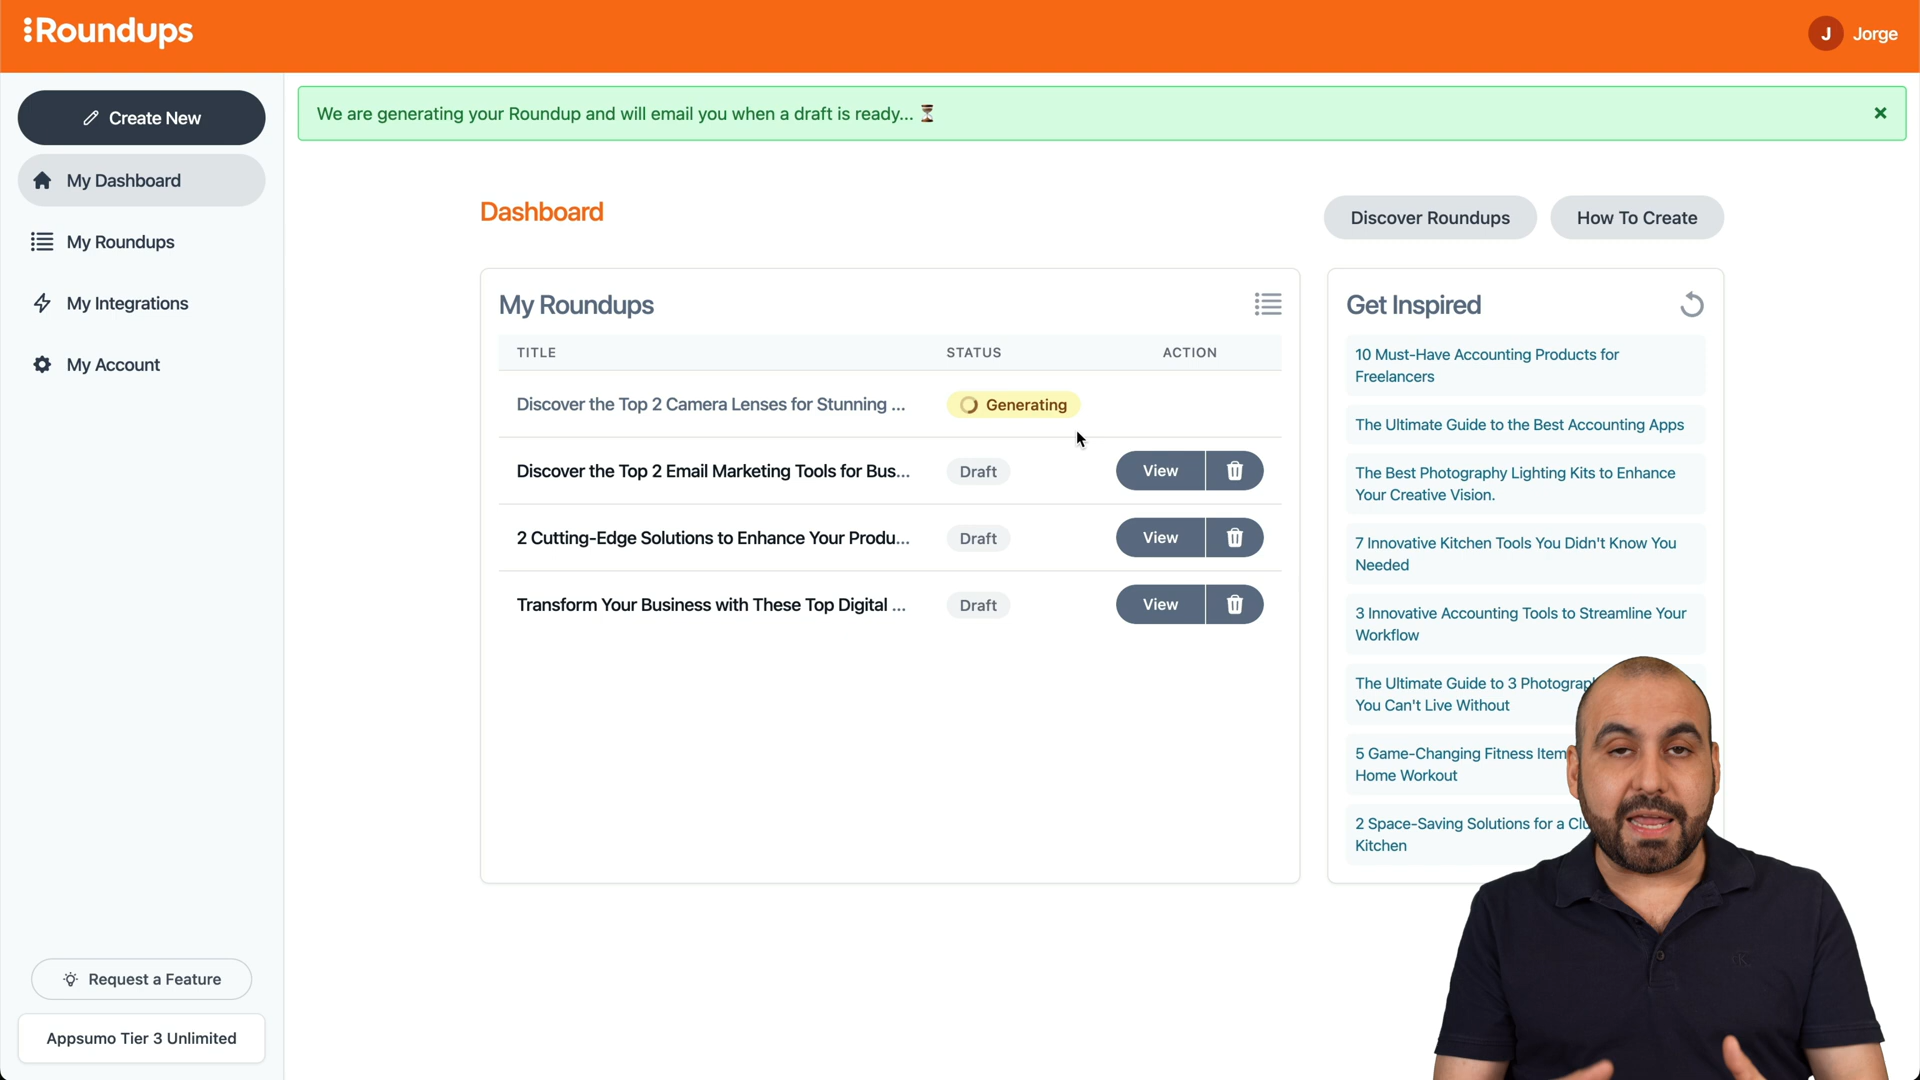 Roundups
J Jorge
Create New
We are generating your Roundup and will email you when a draft is ready... ⏳
My Dashboard
My Roundups
My Integrations
My Account
Dashboard
Discover Roundups
How To Create
My Roundups
TITLE STATUS ACTION
Discover the Top 2 Camera Lenses for Stunning ... Generating
Discover the Top 2 Email Marketing Tools for Bus... Draft View
2 Cutting-Edge Solutions to Enhance Your Produ... Draft View
Transform Your Business with These Top Digital ... Draft View
Get Inspired
10 Must-Have Accounting Products for
Freelancers
The Ultimate Guide to the Best Accounting Apps
The Best Photography Lighting Kits to Enhance
Your Creative Vision.
7 Innovative Kitchen Tools You Didn't Know You
Needed
3 Innovative Accounting Tools to Streamline Your
Workflow
The Ultimate Guide to 3
You Can't Live Without
5 Game-Changing Fitness
Home Workout
2 Space-Saving Solutions for a
Kitchen
Request a Feature
Appsumo Tier 3 Unlimited